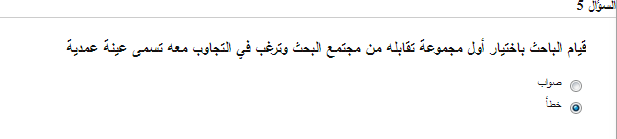 السؤال 5
قيام الباحث باختيار أول مجموعة تقابله من مجتمع البحث وترغب في التجاوب معه تسمى عينة عمدية
صواب
خطأ